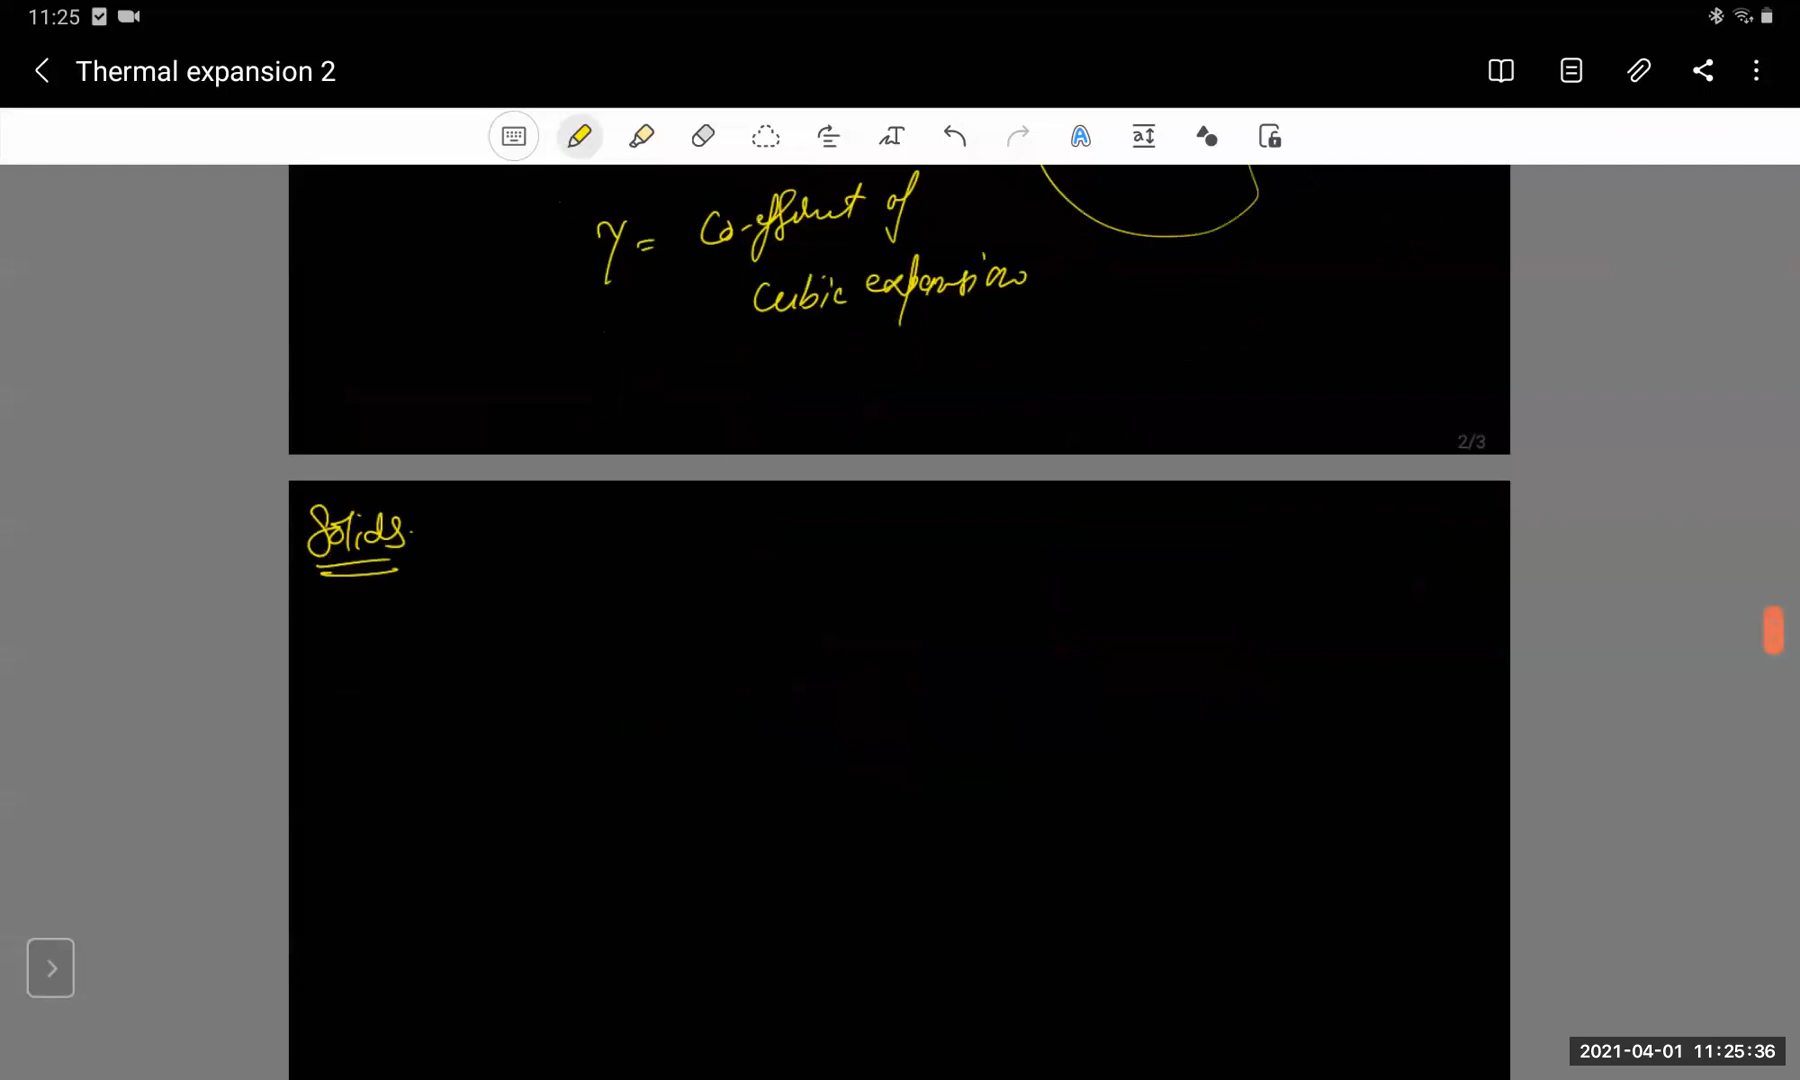 11:25
Thermal expansion 2
γ = Co-efficient of
cubic expansion
2/3
Solids.
2021-04-01 11:25:36